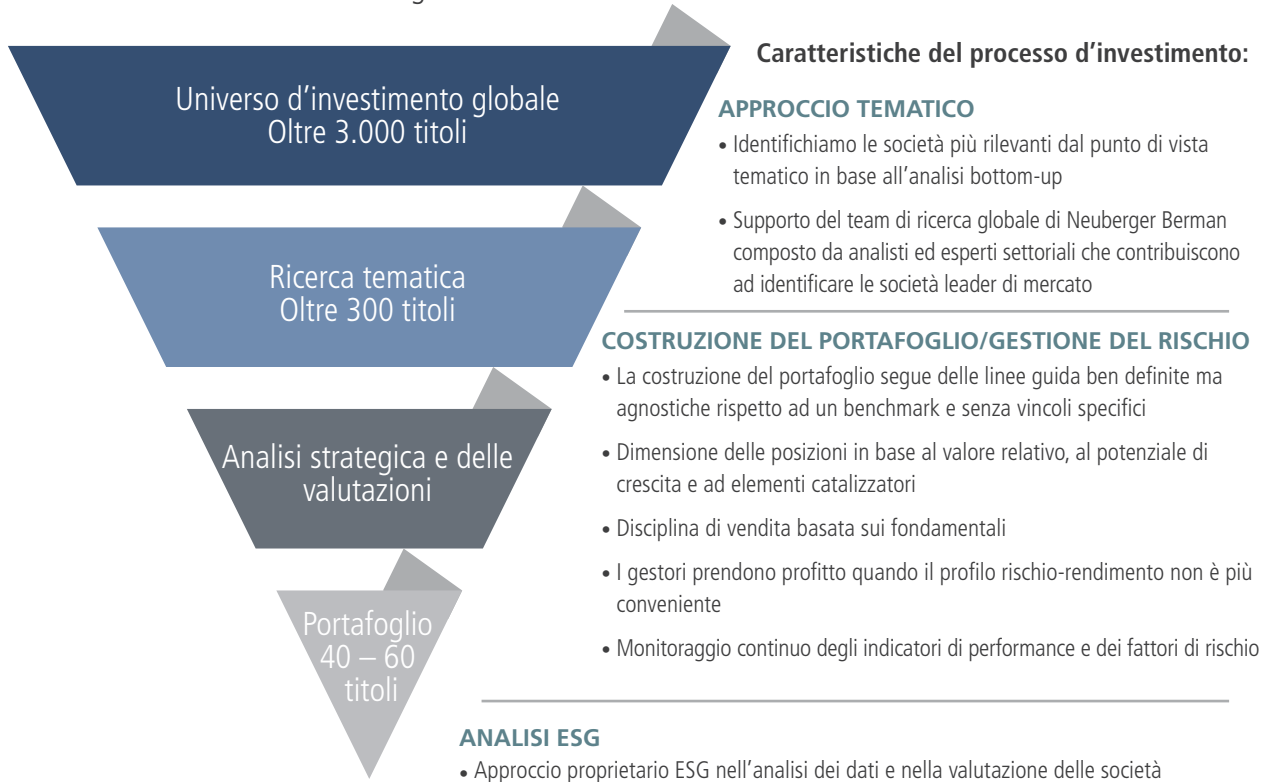 Universo d’investimento globale
Oltre 3.000 titoli
Ricerca tematica
Oltre 300 titoli
Analisi strategica e delle
valutazioni
Portafoglio
40 – 60
titoli
Caratteristiche del processo d’investimento:
APPROCCIO TEMATICO
• Identifichiamo le società più rilevanti dal punto di vista
tematico in base all’analisi bottom-up
• Supporto del team di ricerca globale di Neuberger Berman
composto da analisti ed esperti settoriali che contribuiscono
ad identificare le società leader di mercato
COSTRUZIONE DEL PORTAFOGLIO/GESTIONE DEL RISCHIO
• La costruzione del portafoglio segue delle linee guida ben definite ma
agnostiche rispetto ad un benchmark e senza vincoli specifici
• Dimensione delle posizioni in base al valore relativo, al potenziale di
crescita e ad elementi catalizzatori
• Disciplina di vendita basata sui fondamentali
• I gestori prendono profitto quando il profilo rischio-rendimento non è più
conveniente
• Monitoraggio continuo degli indicatori di performance e dei fattori di rischio
ANALISI ESG
• Approccio proprietario ESG nell’analisi dei dati e nella valutazione delle società